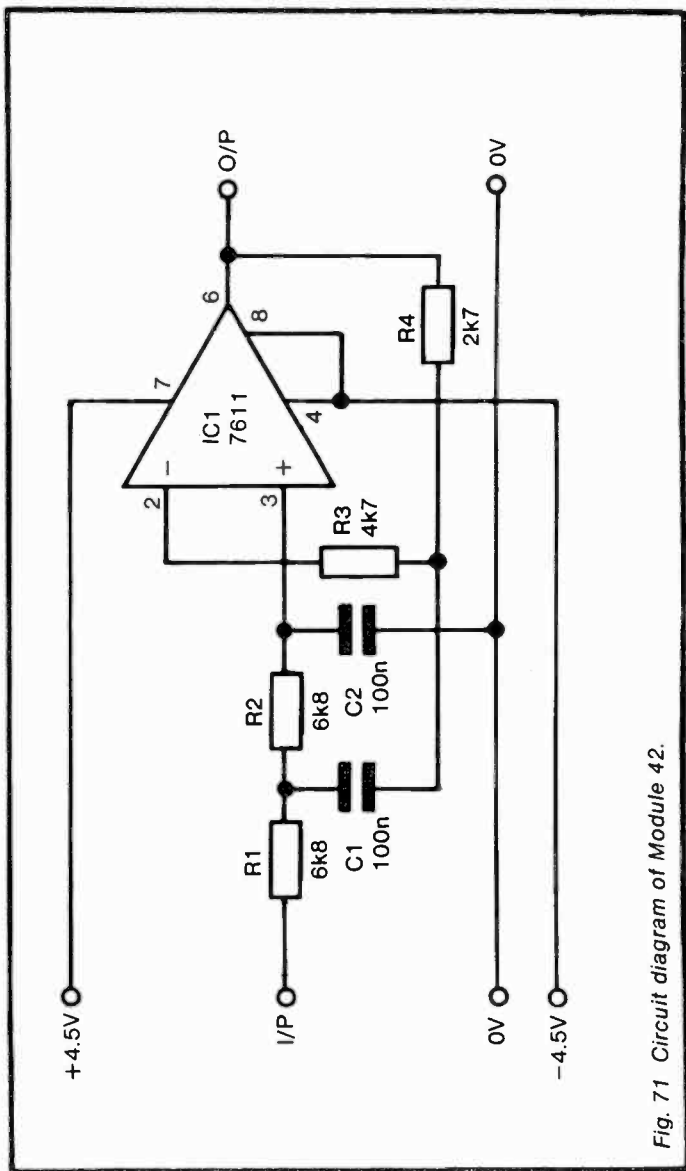 +4.5V
I/P
0V
-4.5V
R1
6k8
R2
6k8
C1
100n
C2
100n
R3
4k7
R4
2k7
2
3
-
+
IC1
7611
7
4
8
6
O/P
0V
Fig. 71 Circuit diagram of Module 42.